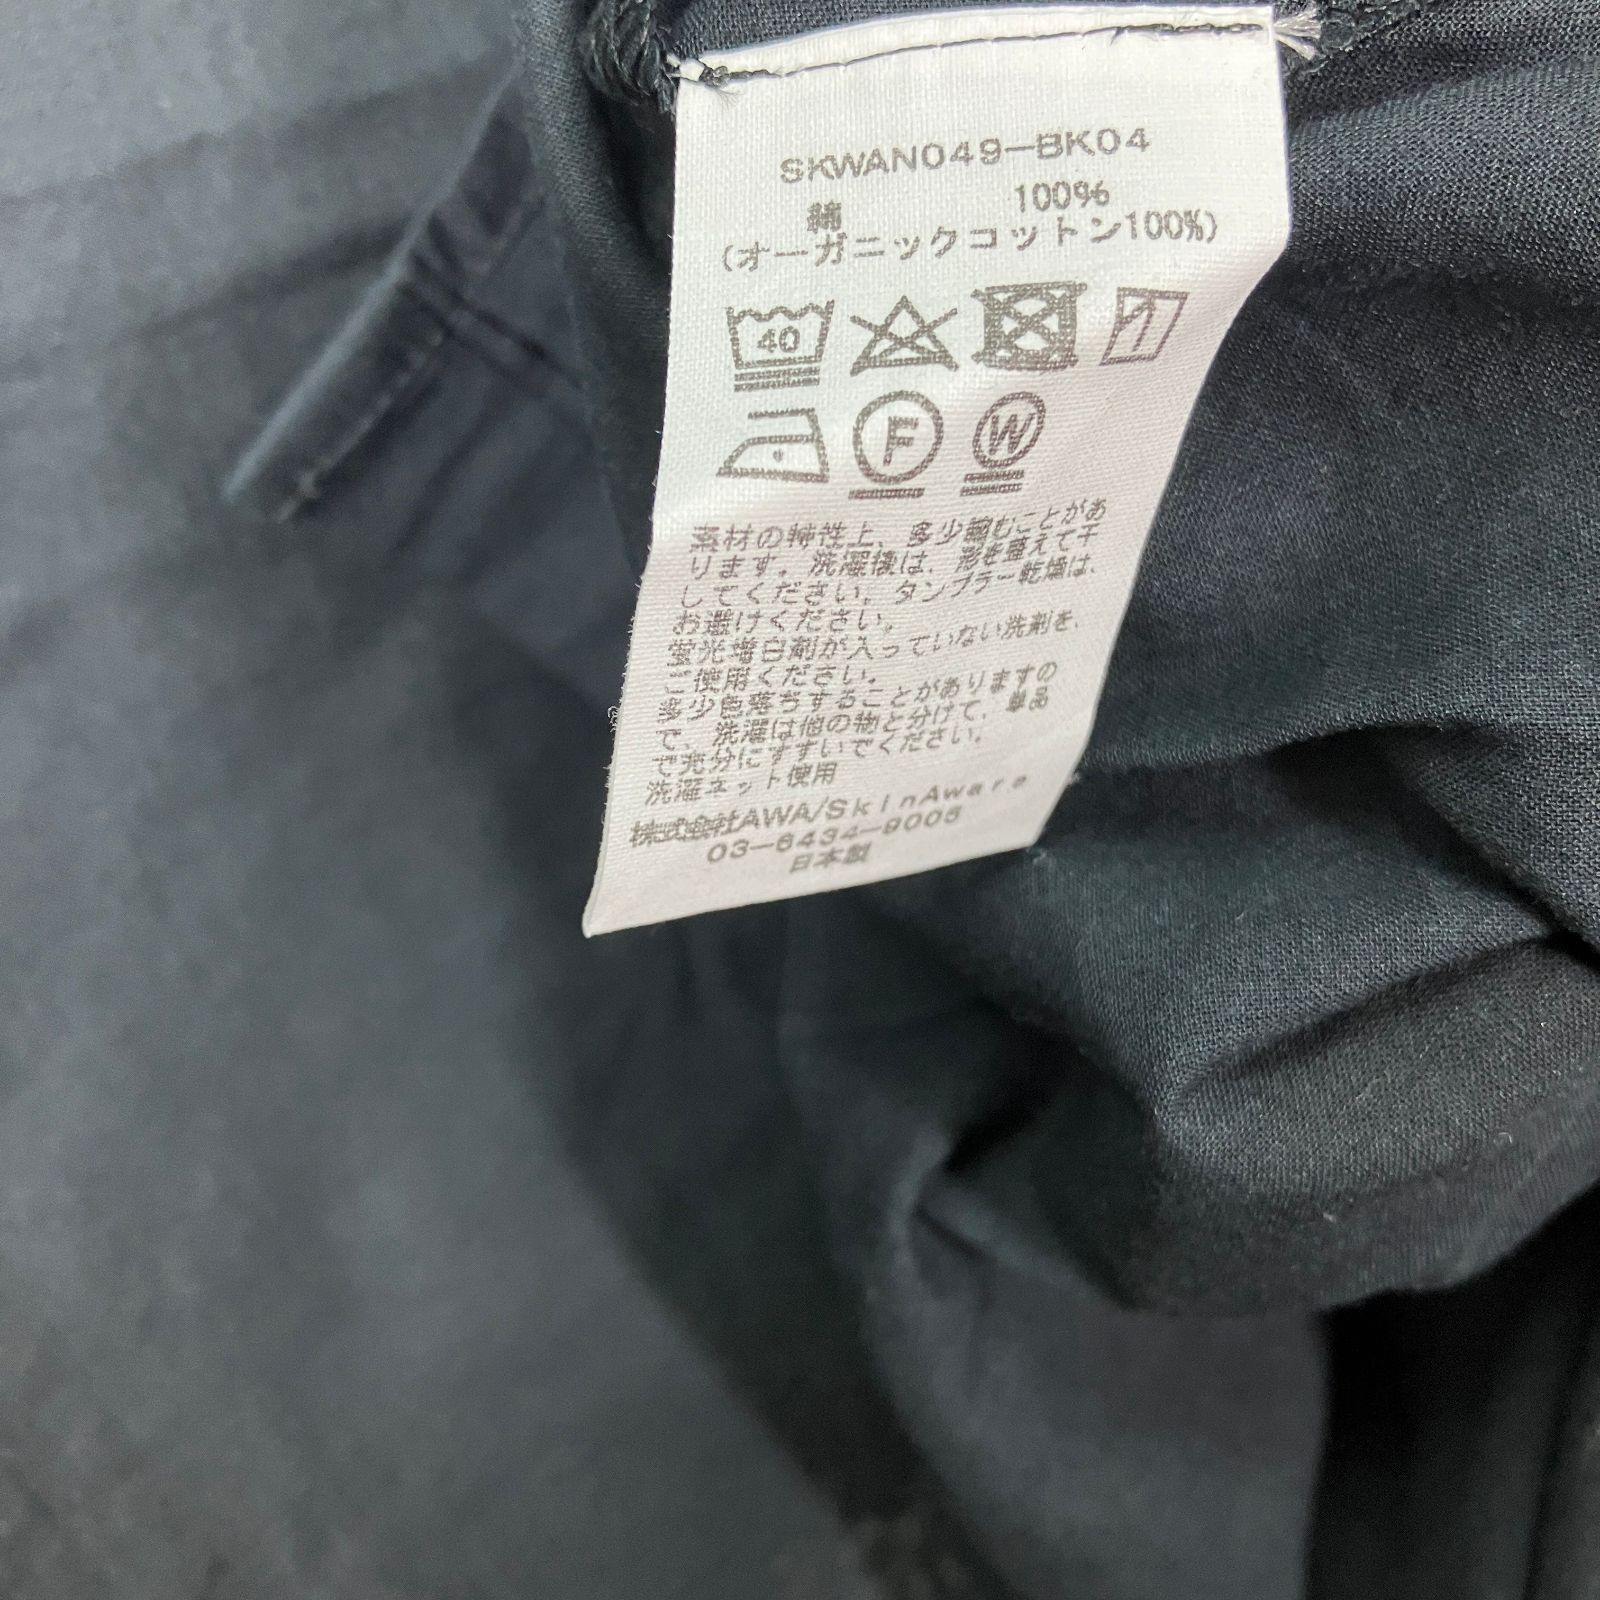 SKWAN049-BK04
綿 100%
(オーガニックコットン100%)
40
F W
素材の特性上、多少縮むことがあ
ります。洗濯後は、形を整えて干
してください。タンブラー乾燥は、
お避けください。
蛍光増白剤が入っていない洗剤を、
ご使用ください。
多少色落ちすることがありますの
で、洗濯は他の物と分けて、単品
で充分にすすいでください。
洗濯ネット使用
株式会社AWA/SkinAware
03-6434-9005
日本製